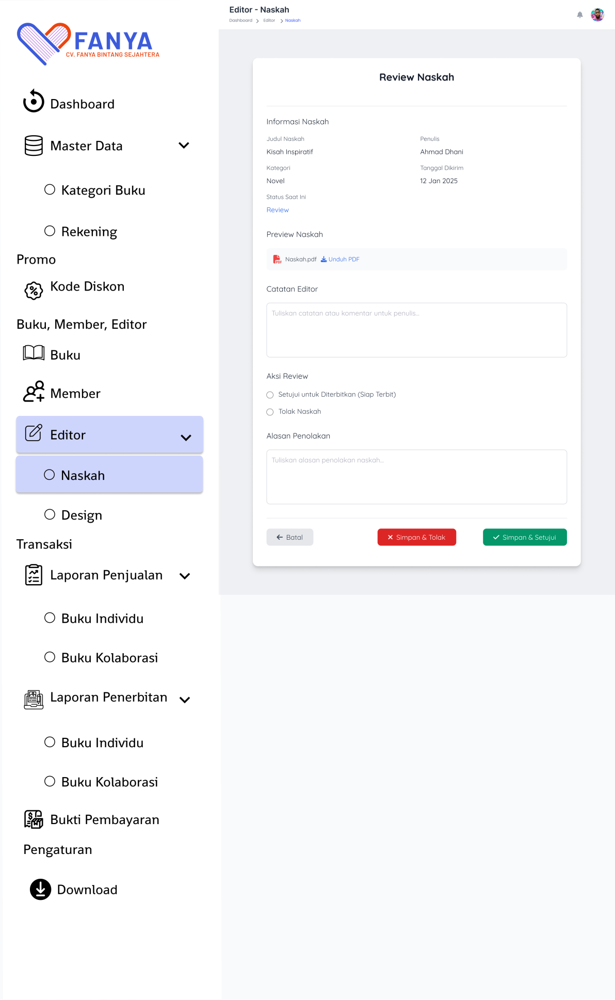 FANYA
CV. FANYA BINTANG SEJAHTERA
Dashboard
Master Data
Kategori Buku
Rekening
Promo
Kode Diskon
Buku, Member, Editor
Buku
Member
Editor
Naskah
Design
Transaksi
Laporan Penjualan
Buku Individu
Buku Kolaborasi
Laporan Penerbitan
Buku Individu
Buku Kolaborasi
Bukti Pembayaran
Pengaturan
Download
Editor - Naskah
Dashboard > Editor > Naskah
Review Naskah
Informasi Naskah
Judul Naskah
Kisah Inspiratif
Penulis
Ahmad Dhani
Kategori
Novel
Tanggal Dikirim
12 Jan 2025
Status Saat Ini
Review
Preview Naskah
PDF Naskah.pdf Unduh PDF
Catatan Editor
Tuliskan catatan atau komentar untuk penulis...
Aksi Review
Setujui untuk Diterbitkan (Siap Terbit)
Tolak Naskah
Alasan Penolakan
Tuliskan alasan penolakan naskah...
Batal
Simpan & Tolak
Simpan & Setujui